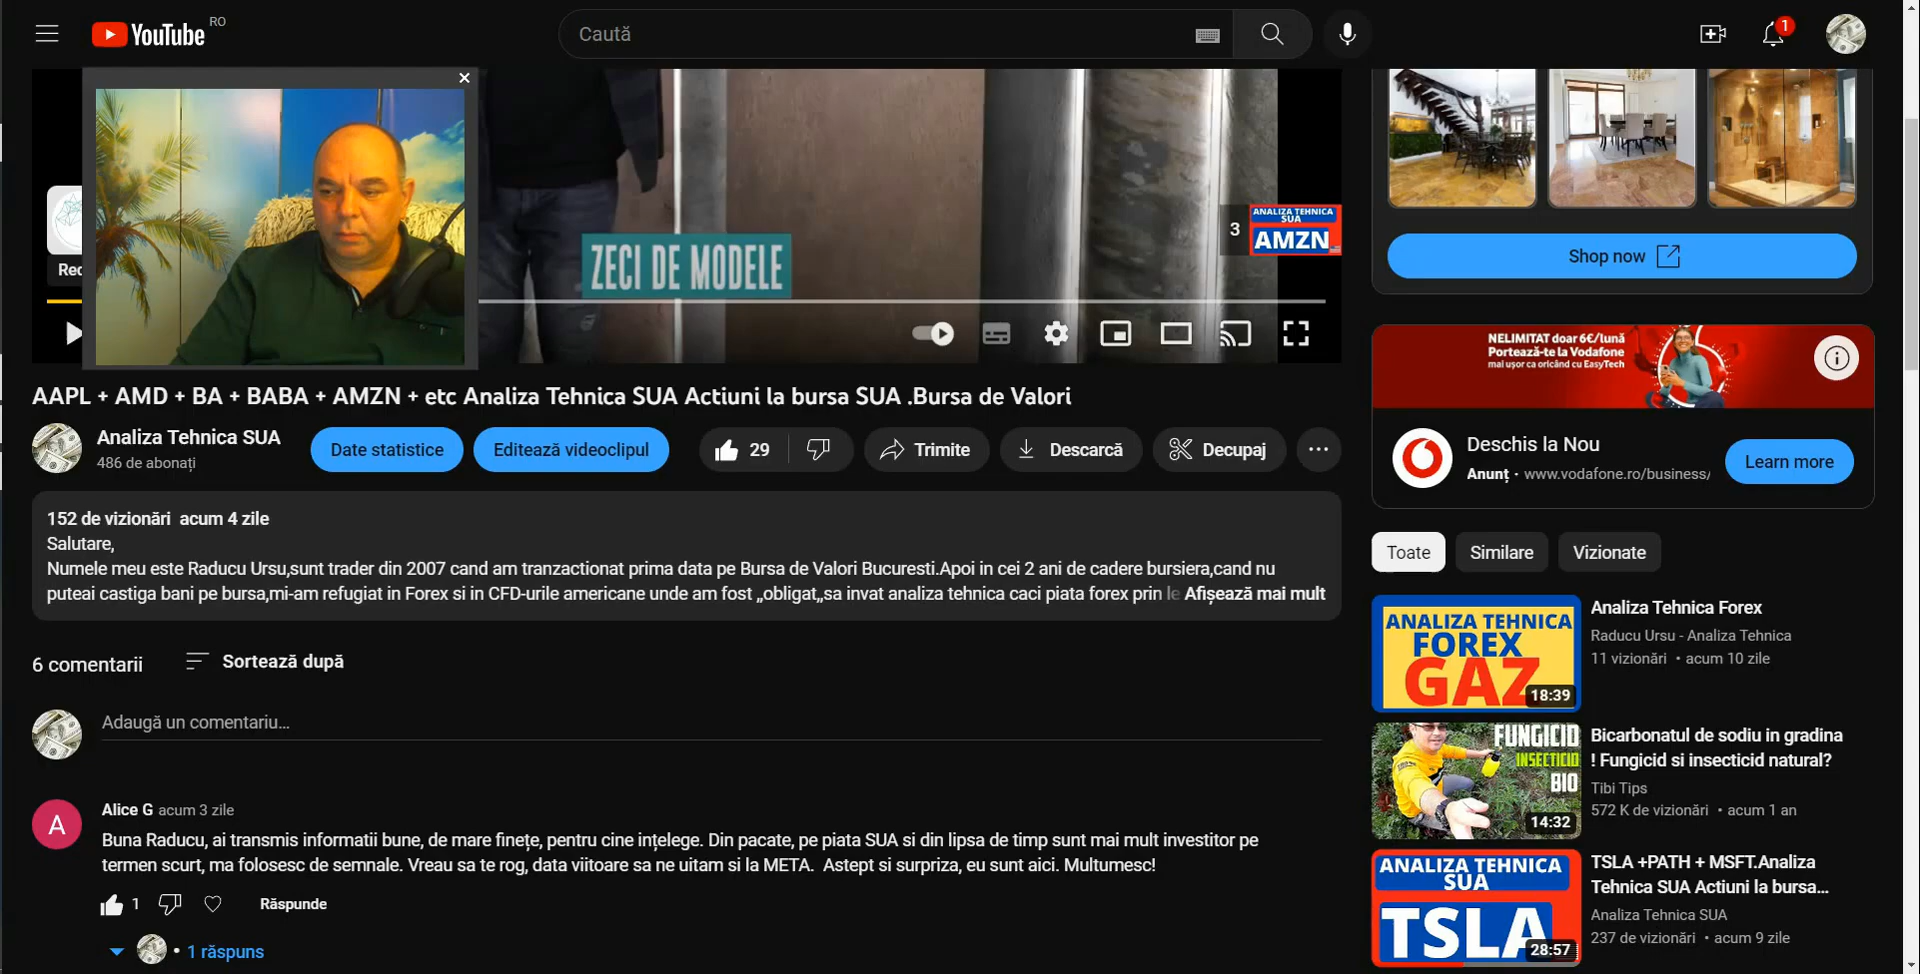 YouTube RO
Caută
1
×
Rec
ZECI DE MODELE
3
ANALIZA TEHNICA
SUA
AMZN
Shop now
AAPL + AMD + BA + BABA + AMZN + etc Analiza Tehnica SUA Actiuni la bursa SUA .Bursa de Valori
Analiza Tehnica SUA
486 de abonați
Date statistice
Editează videoclipul
29
Trimite
Descarcă
Decupaj
152 de vizionări acum 4 zile
Salutare,
Numele meu este Raducu Ursu,sunt trader din 2007 cand am tranzactionat prima data pe Bursa de Valori Bucuresti.Apoi in cei 2 ani de cadere bursiera,cand nu
puteai castiga bani pe bursa,mi-am refugiat in Forex si in CFD-urile americane unde am fost „obligat„sa invat analiza tehnica caci piata forex prin le Afișează mai mult
6 comentarii
Sortează după
Adaugă un comentariu...
A
Alice G acum 3 zile
Buna Raducu, ai transmis informatii bune, de mare finețe, pentru cine ințelege. Din pacate, pe piata SUA si din lipsa de timp sunt mai mult investitor pe
termen scurt, ma folosesc de semnale. Vreau sa te rog, data viitoare sa ne uitam si la META. Astept si surpriza, eu sunt aici. Multumesc!
1
Răspunde
• 1 răspuns
NELIMITAT doar 6€/lună
Portează-te la Vodafone
mai ușor ca oricând cu EasyTech
Deschis la Nou
Anunț · www.vodafone.ro/business/
Learn more
Toate
Similare
Vizionate
ANALIZA TEHNICA
FOREX
GAZ
18:39
Analiza Tehnica Forex
Raducu Ursu - Analiza Tehnica
11 vizionări • acum 10 zile
FUNGICID
INSECTICID
BIO
14:32
Bicarbonatul de sodiu in gradina
! Fungicid si insecticid natural?
Tibi Tips
572 K de vizionări • acum 1 an
ANALIZA TEHNICA
SUA
TSLA
28:57
TSLA +PATH + MSFT.Analiza
Tehnica SUA Actiuni la bursa...
Analiza Tehnica SUA
237 de vizionări • acum 9 zile